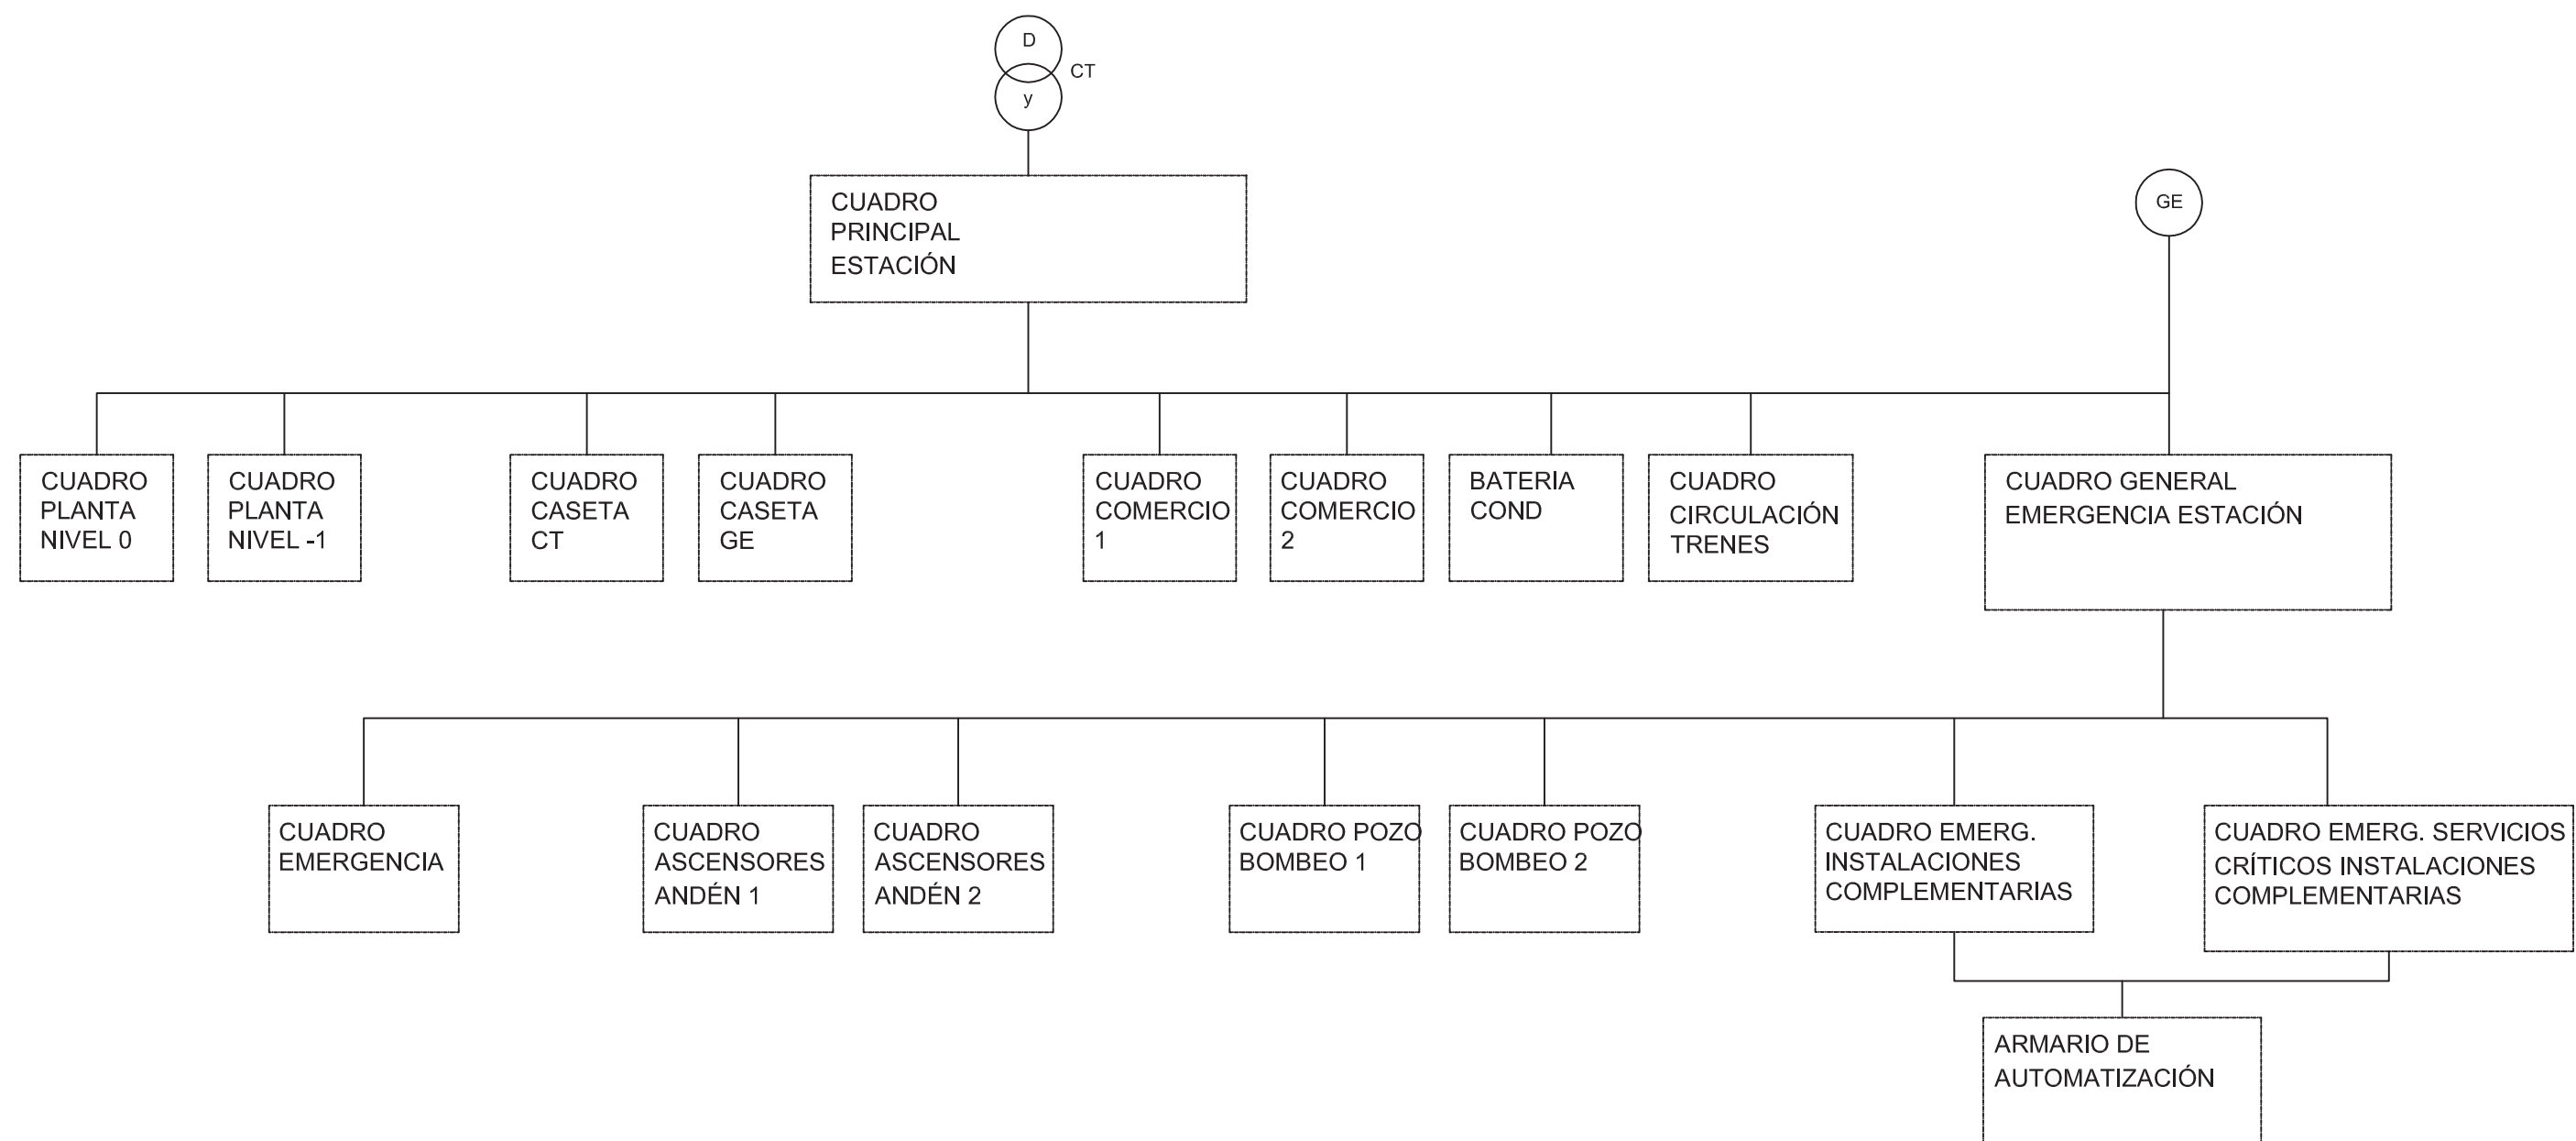 D
CT
y
CUADRO
PRINCIPAL
ESTACIÓN
GE
CUADRO
PLANTA
NIVEL 0
CUADRO
PLANTA
NIVEL -1
CUADRO
CASETA
CT
CUADRO
CASETA
GE
CUADRO
COMERCIO
1
CUADRO
COMERCIO
2
BATERIA
COND
CUADRO
CIRCULACIÓN
TRENES
CUADRO GENERAL
EMERGENCIA ESTACIÓN
CUADRO
EMERGENCIA
CUADRO
ASCENSORES
ANDÉN 1
CUADRO
ASCENSORES
ANDÉN 2
CUADRO POZO
BOMBEO 1
CUADRO POZO
BOMBEO 2
CUADRO EMERG.
INSTALACIONES
COMPLEMENTARIAS
CUADRO EMERG. SERVICIOS
CRÍTICOS INSTALACIONES
COMPLEMENTARIAS
ARMARIO DE
AUTOMATIZACIÓN